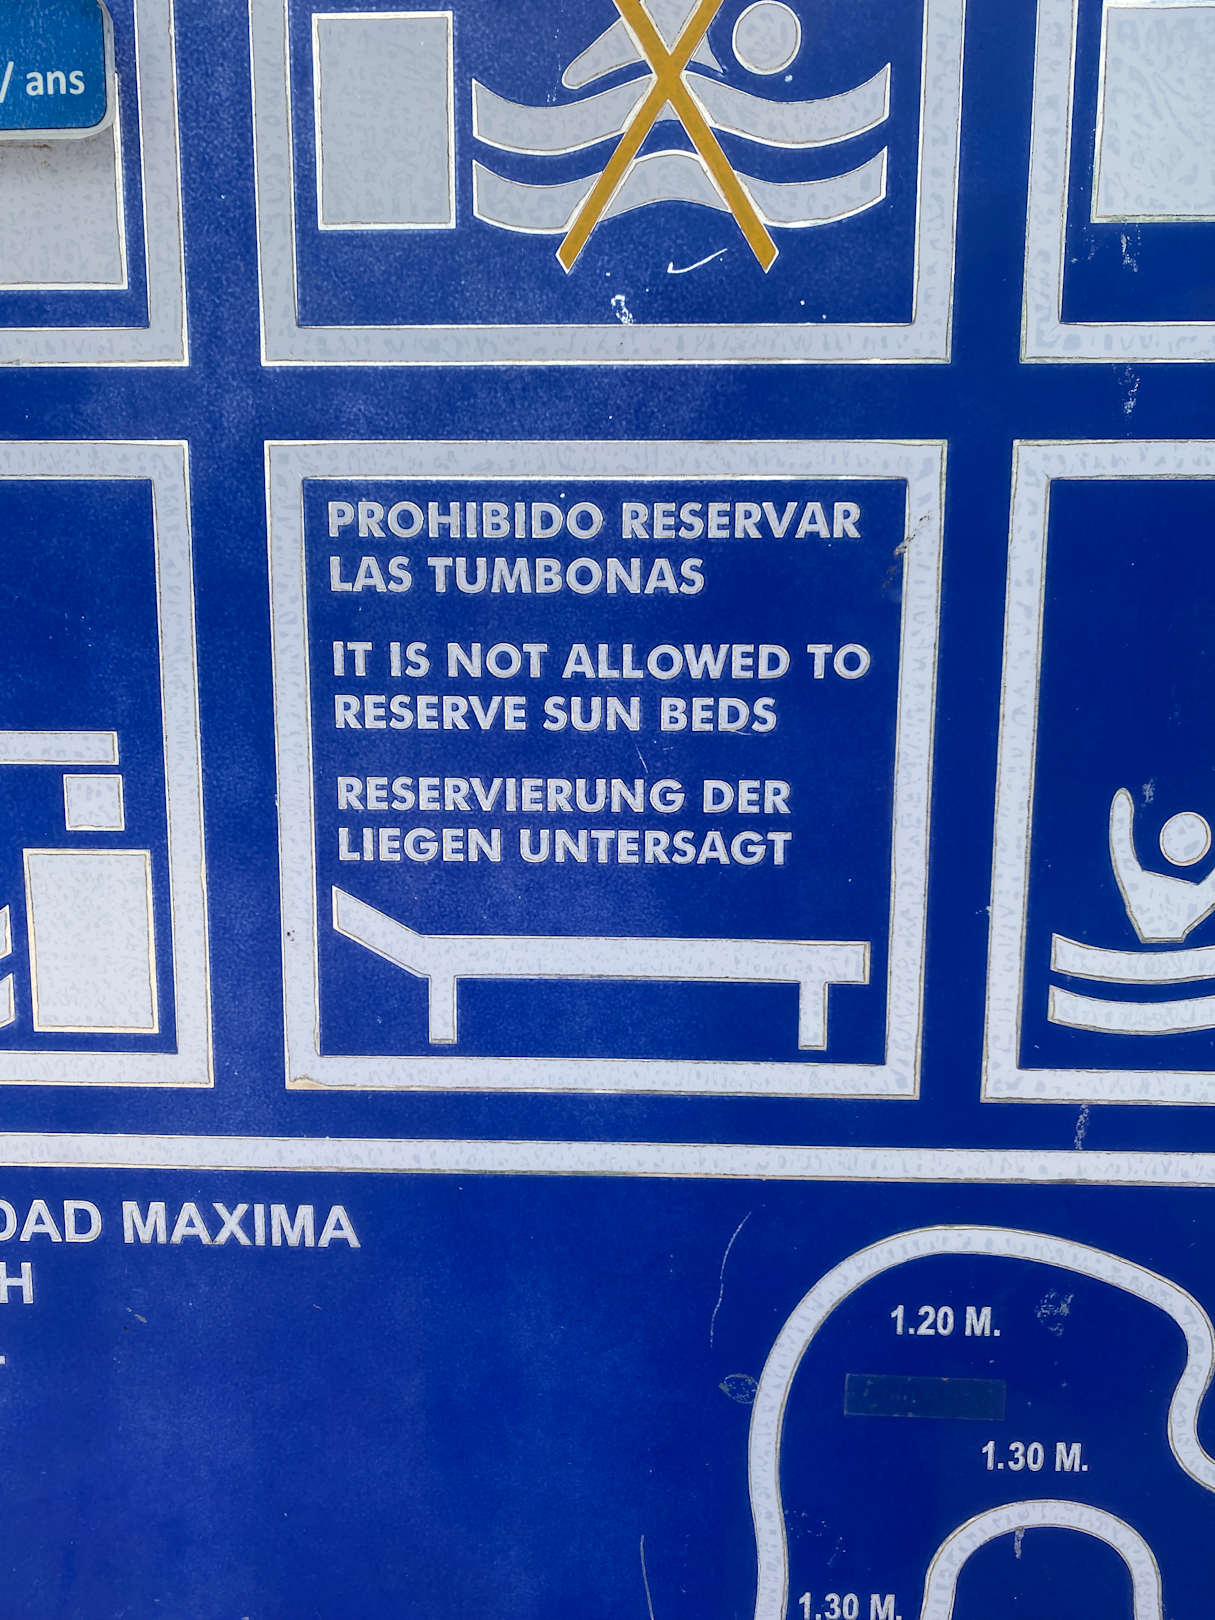 / ans
PROHIBIDO RESERVAR
LAS TUMBONAS
IT IS NOT ALLOWED TO
RESERVE SUN BEDS
RESERVIERUNG DER
LIEGEN UNTERSAGT
DAD MAXIMA
H
1.20 M.
1.30 M.
1.30 M.